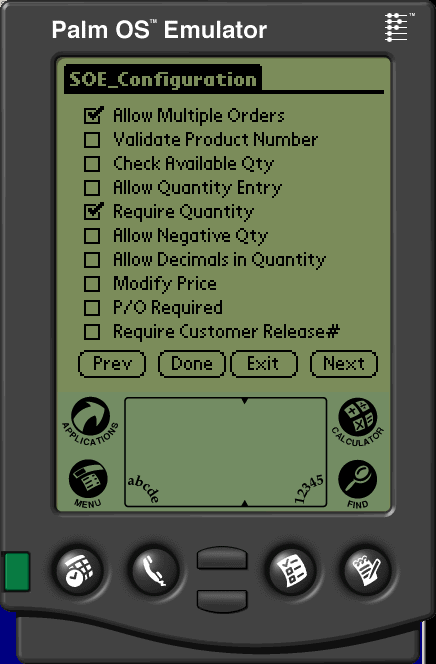 Palm OS™ Emulator
SOE_Configuration
Allow Multiple Orders
Validate Product Number
Check Available Qty
Allow Quantity Entry
Require Quantity
Allow Negative Qty
Allow Decimals in Quantity
Modify Price
P/O Required
Require Customer Release#
Prev Done Exit Next
APPLICATIONS
CALCULATOR
MENU
abcde
12345
FIND